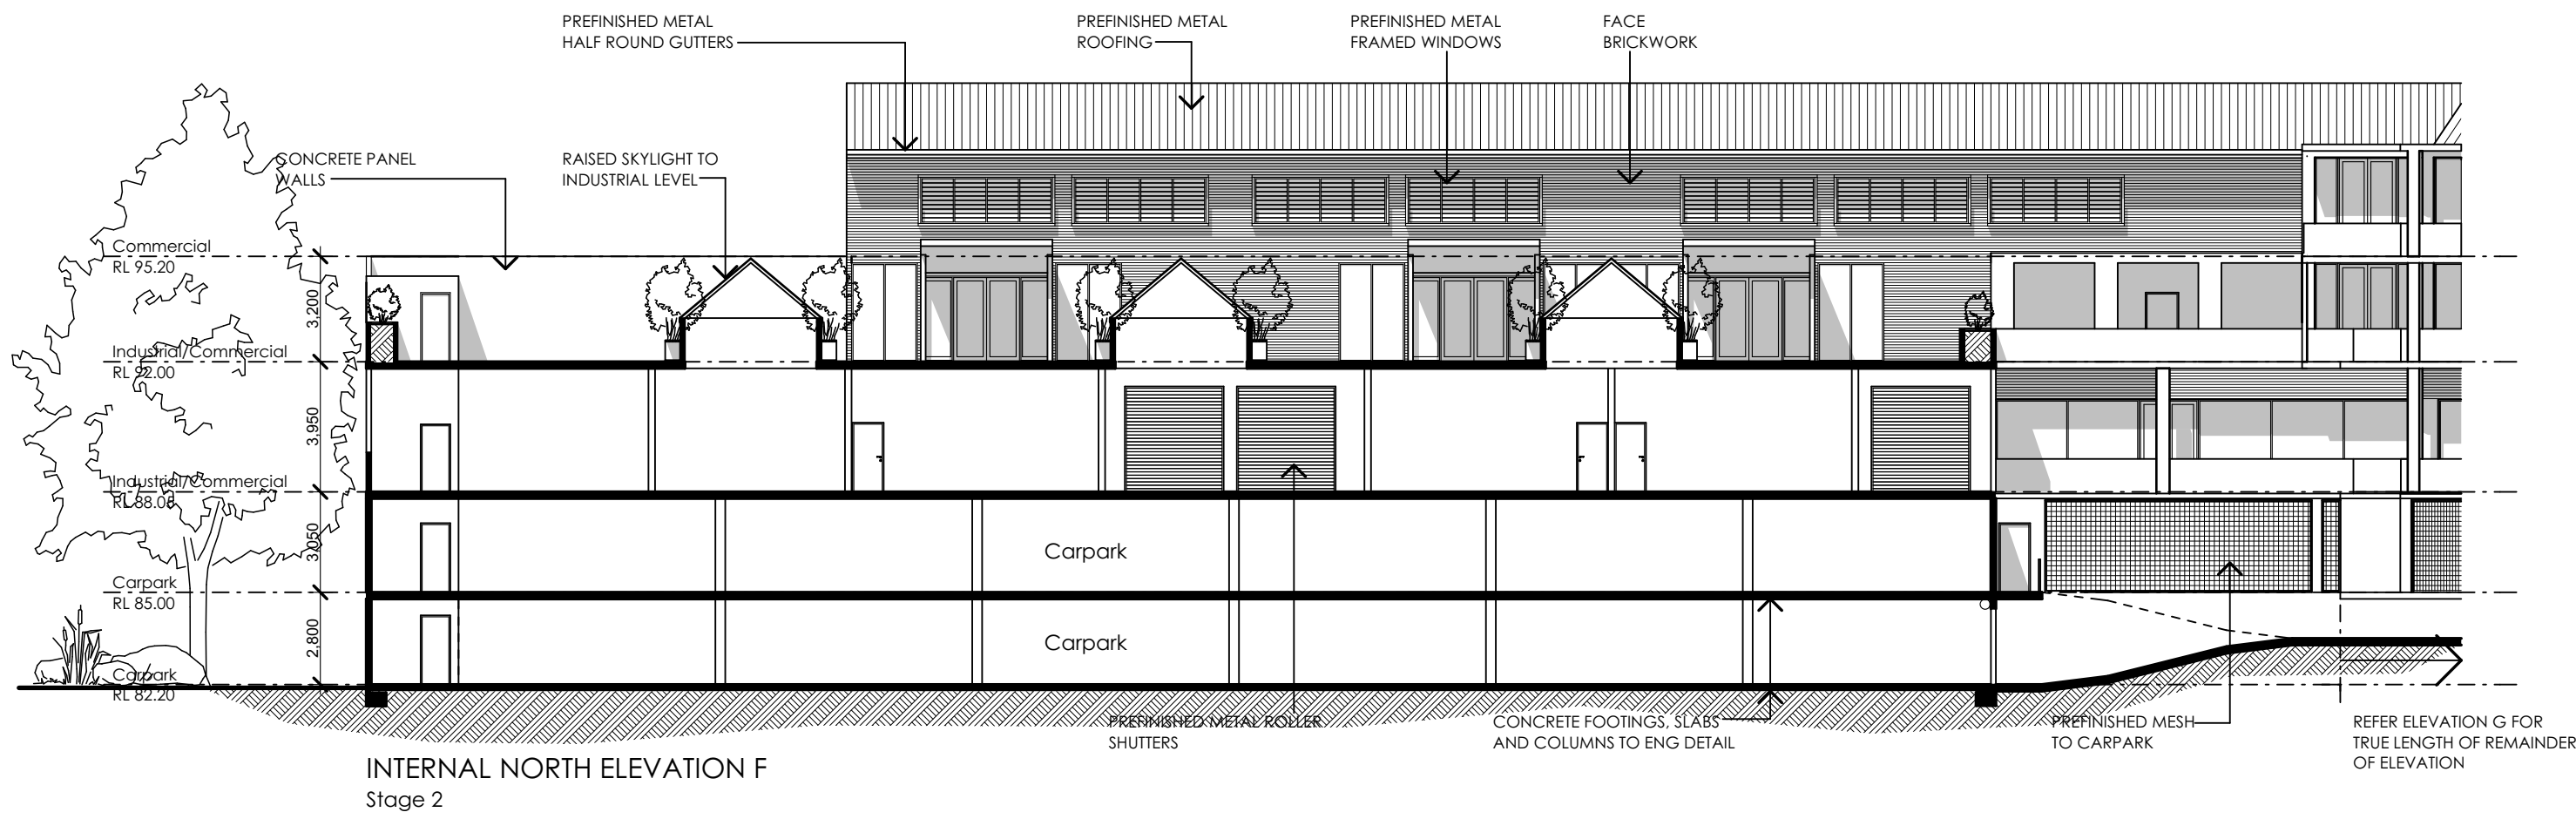 PREFINISHED METAL
HALF ROUND GUTTERS
PREFINISHED METAL
ROOFING
PREFINISHED METAL
FRAMED WINDOWS
FACE
BRICKWORK
CONCRETE PANEL
WALLS
RAISED SKYLIGHT TO
INDUSTRIAL LEVEL
Commercial
RL 95.20
3,200
Industrial/Commercial
RL 92.00
3,950
Industrial/Commercial
RL 88.05
3,050
Carpark
Carpark
RL 85.00
2,800
Carpark
Carpark
RL 82.20
PREFINISHED METAL ROLLER
SHUTTERS
CONCRETE FOOTINGS, SLABS
AND COLUMNS TO ENG DETAIL
PREFINISHED MESH
TO CARPARK
REFER ELEVATION G FOR
TRUE LENGTH OF REMAINDER
OF ELEVATION
INTERNAL NORTH ELEVATION F
Stage 2